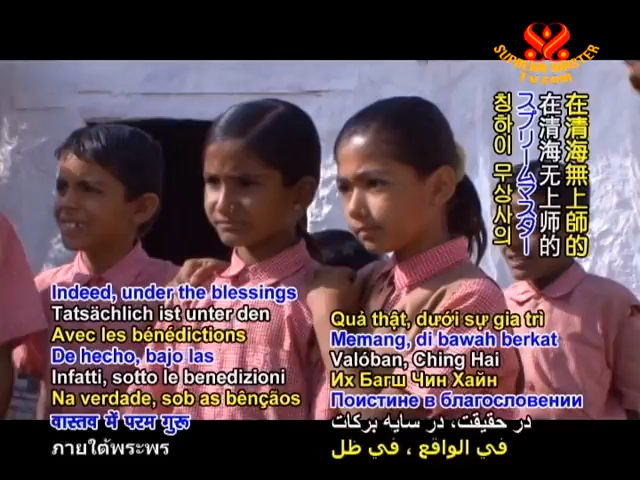 SUPREME MASTER
TV.COM
在清海無上師的
在清海无上师的
スプリームマスター
칭하이 무상사의
Indeed, under the blessings
Tatsächlich ist unter den
Avec les bénédictions
De hecho, bajo las
Infatti, sotto le benedizioni
Na verdade, sob as bênçãos
वास्तव में परम गुरू
ภายใต้พระพร
Quả thật, dưới sự gia trì
Memang, di bawah berkat
Valóban, Ching Hai
Их Багш Чин Хайн
Поистине в благословении
در حقیقت، در سایه برکات
في الواقع ، في ظل